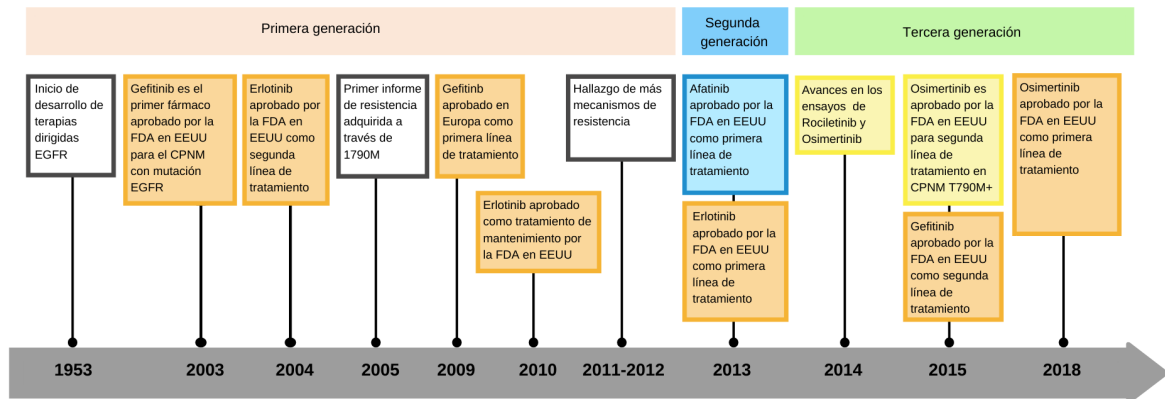 Primera generación
Segunda
generación
Tercera generación
Inicio de
desarrollo de
terapias
dirigidas
EGFR
Gefitinib es el
primer fármaco
aprobado por la
FDA en EEUU
para el CPNM
con mutación
EGFR
Erlotinib
aprobado por
la FDA en
EEUU como
segunda
línea de
tratamiento
Primer informe
de resistencia
adquirida a
través de
1790M
Gefitinb
aprobado en
Europa como
primera línea
de tratamiento
Erlotinib aprobado
como tratamiento de
mantenimiento por
la FDA en EEUU
Hallazgo de más
mecanismos de
resistencia
Afatinib
aprobado por la
FDA en EEUU
como primera
línea de
tratamiento
Erlotinib
aprobado por la
FDA en EEUU
como primera
línea de
tratamiento
Avances en los
ensayos de
Rociletinib y
Osimertinib
Osimertinib es
aprobado por la
FDA en EEUU
para segunda
línea de
tratamiento en
CPNM T790M+
Gefitinib
aprobado por la
FDA en EEUU
como segunda
línea de
tratamiento
Osimertinib
aprobado por la
FDA en EEUU
como primera
línea de
tratamiento
1953
2003
2004
2005
2009
2010
2011-2012
2013
2014
2015
2018